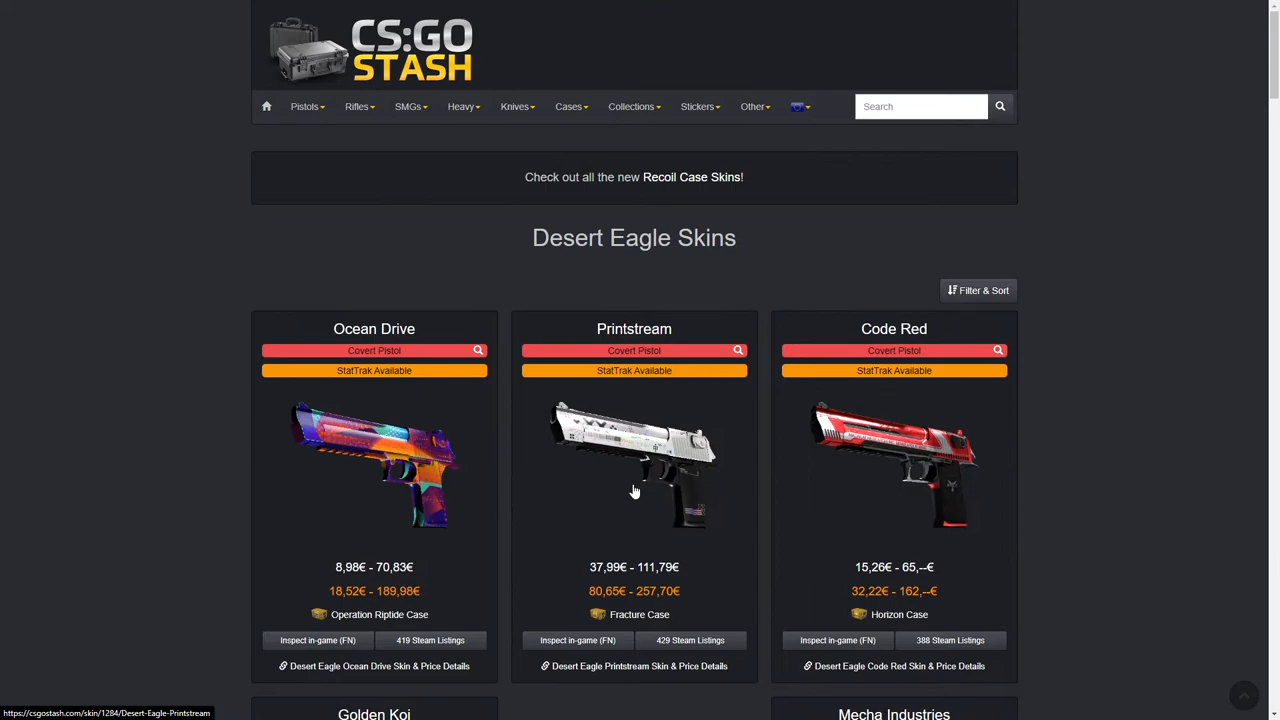 CS:GO
STASH
Pistols Rifles SMGs Heavy Knives Cases Collections Stickers Other Search
Check out all the new Recoil Case Skins!
Desert Eagle Skins
Filter & Sort
Ocean Drive
Covert Pistol
StatTrak Available
8,98€ - 70,83€
18,52€ - 189,98€
Operation Riptide Case
Inspect in-game (FN) 419 Steam Listings
Desert Eagle Ocean Drive Skin & Price Details
Printstream
Covert Pistol
StatTrak Available
37,99€ - 111,79€
80,65€ - 257,70€
Fracture Case
Inspect in-game (FN) 429 Steam Listings
Desert Eagle Printstream Skin & Price Details
Code Red
Covert Pistol
StatTrak Available
15,26€ - 65,--€
32,22€ - 162,--€
Horizon Case
Inspect in-game (FN) 388 Steam Listings
Desert Eagle Code Red Skin & Price Details
Golden Koi
Mecha Industries
https://csgostash.com/skin/1284/Desert-Eagle-Printstream